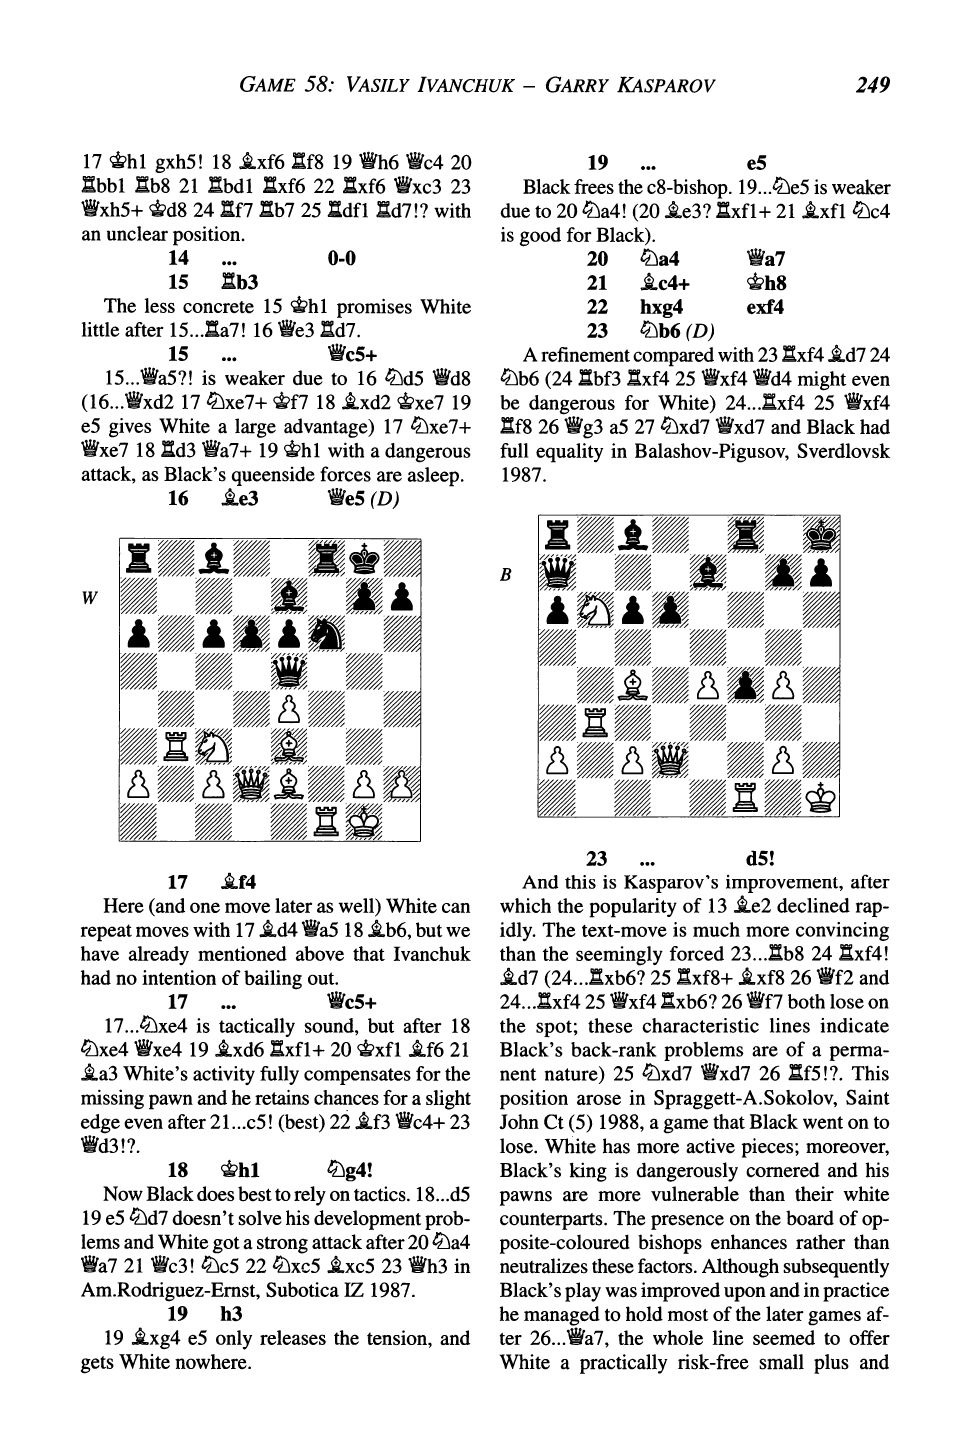 GAME 58: VASILY IVANCHUK – GARRY KASPAROV 249
17 ♔h1 gxh5! 18 ♗xf6 ♖f8 19 ♕h6 ♕c4 20
♖bb1 ♖b8 21 ♖bd1 ♖xf6 22 ♖xf6 ♕xc3 23
♕xh5+ ♔d8 24 ♖f7 ♖b7 25 ♖df1 ♖d7!? with
an unclear position.
14 ... 0-0
15 ♖b3
The less concrete 15 ♔h1 promises White
little after 15...♖a7! 16 ♕e3 ♖d7.
15 ... ♕c5+
15...♕a5?! is weaker due to 16 ♘d5 ♕d8
(16...♕xd2 17 ♘xe7+ ♔f7 18 ♗xd2 ♔xe7 19
e5 gives White a large advantage) 17 ♘xe7+
♕xe7 18 ♖d3 ♕a7+ 19 ♔h1 with a dangerous
attack, as Black's queenside forces are asleep.
16 ♗e3 ♕e5 (D)
W
17 ♗f4
Here (and one move later as well) White can
repeat moves with 17 ♗d4 ♕a5 18 ♗b6, but we
have already mentioned above that Ivanchuk
had no intention of bailing out.
17 ... ♕c5+
17...♘xe4 is tactically sound, but after 18
♘xe4 ♕xe4 19 ♗xd6 ♖xf1+ 20 ♔xf1 ♗f6 21
♗a3 White's activity fully compensates for the
missing pawn and he retains chances for a slight
edge even after 21...c5! (best) 22 ♗f3 ♕c4+ 23
♕d3!?.
18 ♔h1 ♘g4!
Now Black does best to rely on tactics. 18...d5
19 e5 ♘d7 doesn't solve his development prob-
lems and White got a strong attack after 20 ♘a4
♕a7 21 ♕c3! ♘c5 22 ♘xc5 ♗xc5 23 ♕h3 in
Am.Rodriguez-Ernst, Subotica IZ 1987.
19 h3
19 ♗xg4 e5 only releases the tension, and
gets White nowhere.
19 ... e5
Black frees the c8-bishop. 19...♘e5 is weaker
due to 20 ♘a4! (20 ♗e3? ♖xf1+ 21 ♗xf1 ♘c4
is good for Black).
20 ♘a4 ♕a7
21 ♗c4+ ♔h8
22 hxg4 exf4
23 ♘b6 (D)
A refinement compared with 23 ♖xf4 ♗d7 24
♘b6 (24 ♖bf3 ♖xf4 25 ♕xf4 ♕d4 might even
be dangerous for White) 24...♖xf4 25 ♕xf4
♖f8 26 ♕g3 a5 27 ♘xd7 ♕xd7 and Black had
full equality in Balashov-Pigusov, Sverdlovsk
1987.
B
23 ... d5!
And this is Kasparov's improvement, after
which the popularity of 13 ♗e2 declined rap-
idly. The text-move is much more convincing
than the seemingly forced 23...♖b8 24 ♖xf4!
♗d7 (24...♖xb6? 25 ♖xf8+ ♗xf8 26 ♕f2 and
24...♖xf4 25 ♕xf4 ♖xb6? 26 ♕f7 both lose on
the spot; these characteristic lines indicate
Black's back-rank problems are of a perma-
nent nature) 25 ♘xd7 ♕xd7 26 ♖f5!?. This
position arose in Spraggett-A.Sokolov, Saint
John Ct (5) 1988, a game that Black went on to
lose. White has more active pieces; moreover,
Black's king is dangerously cornered and his
pawns are more vulnerable than their white
counterparts. The presence on the board of op-
posite-coloured bishops enhances rather than
neutralizes these factors. Although subsequently
Black's play was improved upon and in practice
he managed to hold most of the later games af-
ter 26...♕a7, the whole line seemed to offer
White a practically risk-free small plus and